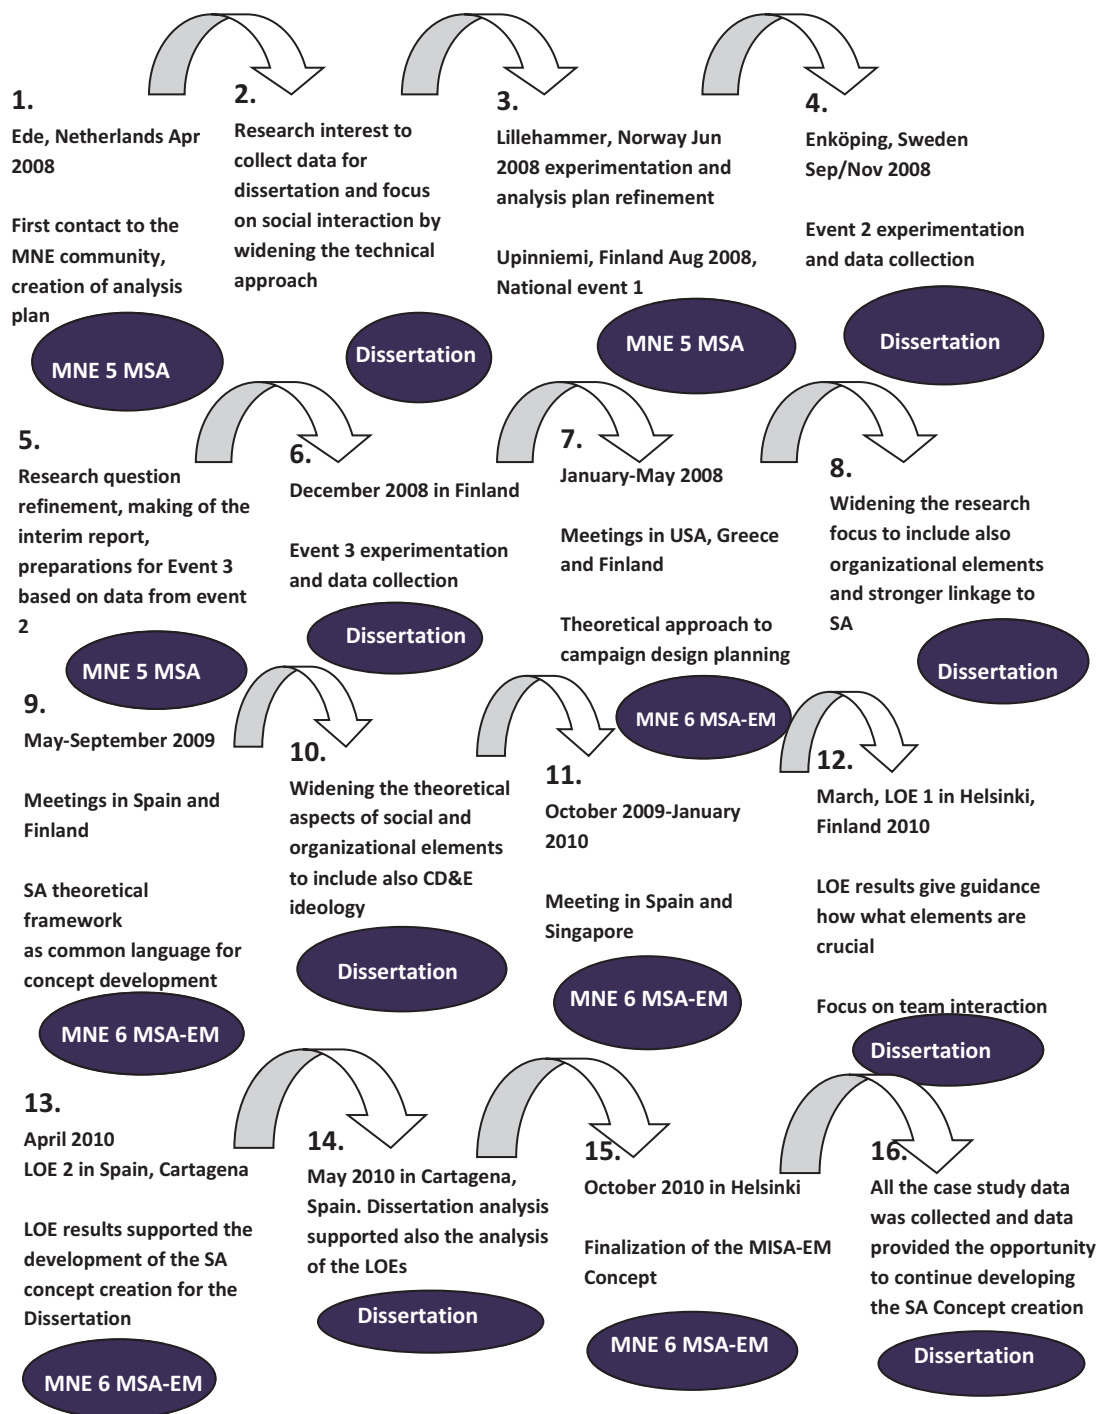 1.
Ede, Netherlands Apr
2008
First contact to the
MNE community,
creation of analysis
plan
MNE 5 MSA
2.
Research interest to
collect data for
dissertation and focus
on social interaction by
widening the technical
approach
Dissertation
3.
Lillehammer, Norway Jun
2008 experimentation and
analysis plan refinement
Upinniemi, Finland Aug 2008,
National event 1
MNE 5 MSA
4.
Enköping, Sweden
Sep/Nov 2008
Event 2 experimentation
and data collection
Dissertation
5.
Research question
refinement, making of the
interim report,
preparations for Event 3
based on data from event
2
MNE 5 MSA
6.
December 2008 in Finland
Event 3 experimentation
and data collection
Dissertation
7.
January-May 2008
Meetings in USA, Greece
and Finland
Theoretical approach to
campaign design planning
MNE 6 MSA-EM
8.
Widening the research
focus to include also
organizational elements
and stronger linkage to
SA
Dissertation
9.
May-September 2009
Meetings in Spain and
Finland
SA theoretical
framework
as common language for
concept development
MNE 6 MSA-EM
10.
Widening the theoretical
aspects of social and
organizational elements
to include also CD&E
ideology
Dissertation
11.
October 2009-January
2010
Meeting in Spain and
Singapore
MNE 6 MSA-EM
12.
March, LOE 1 in Helsinki,
Finland 2010
LOE results give guidance
how what elements are
crucial
Focus on team interaction
Dissertation
13.
April 2010
LOE 2 in Spain, Cartagena
LOE results supported the
development of the SA
concept creation for the
Dissertation
MNE 6 MSA-EM
14.
May 2010 in Cartagena,
Spain. Dissertation analysis
supported also the analysis
of the LOEs
Dissertation
15.
October 2010 in Helsinki
Finalization of the MISA-EM
Concept
MNE 6 MSA-EM
16.
All the case study data
was collected and data
provided the opportunity
to continue developing
the SA Concept creation
Dissertation